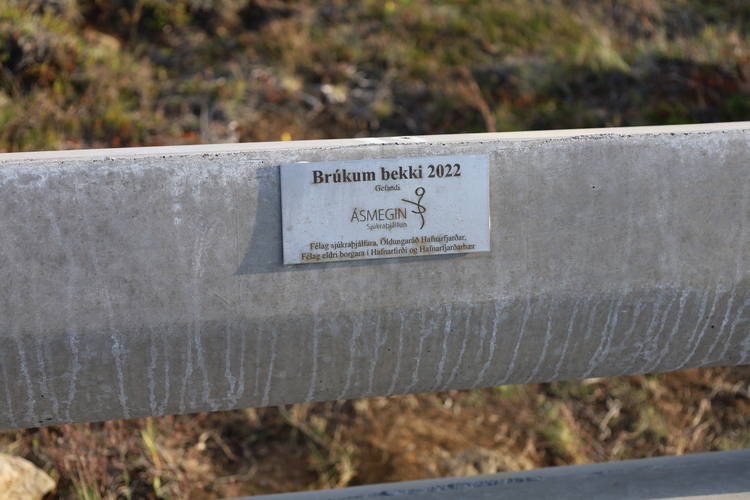 Brúkum bekki 2022
Gefandi
ÁSMEGIN
Sjúkraþjálfun
Félag sjúkraþjálfara, Öldungaráð Hafnarfjarðar,
Félag eldri borgara í Hafnarfirði og Hafnarfjarðarbær